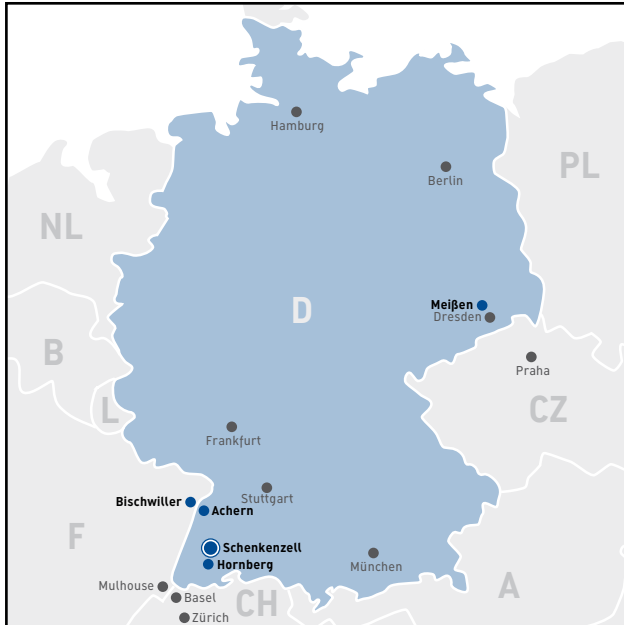 Hamburg
Berlin
PL
NL
D
Meißen
Dresden
B
Praha
L
CZ
Frankfurt
Stuttgart
Bischwiller
Achern
F
Schenkenzell
Hornberg
München
Mulhouse
A
Basel
CH
Zürich